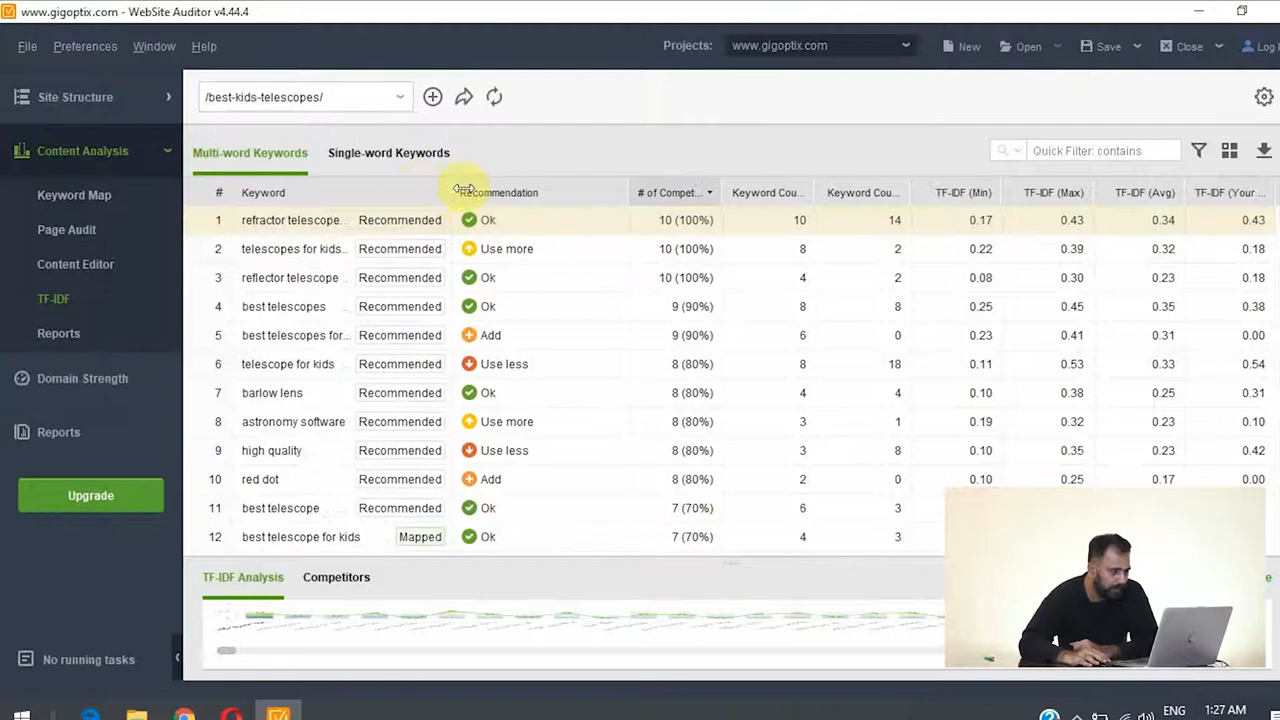 www.gigoptix.com - WebSite Auditor v4.44.4
File Preferences Window Help Projects: www.gigoptix.com New Open Save Close Log i
Site Structure
/best-kids-telescopes/
Content Analysis
Multi-word Keywords Single-word Keywords Quick Filter: contains
Keyword Map
Page Audit
Content Editor
TF-IDF
Reports
Domain Strength
Reports
Upgrade
No running tasks
# Keyword Recommendation # of Compet... Keyword Cou... Keyword Cou... TF-IDF (Min) TF-IDF (Max) TF-IDF (Avg) TF-IDF (Your ...
1 refractor telescope... Recommended Ok 10 (100%) 10 14 0.17 0.43 0.34 0.43
2 telescopes for kids... Recommended Use more 10 (100%) 8 2 0.22 0.39 0.32 0.18
3 reflector telescope ... Recommended Ok 10 (100%) 4 2 0.08 0.30 0.23 0.18
4 best telescopes ... Recommended Ok 9 (90%) 8 8 0.25 0.45 0.35 0.38
5 best telescopes for... Recommended Add 9 (90%) 6 0 0.23 0.41 0.31 0.00
6 telescope for kids Recommended Use less 8 (80%) 8 18 0.11 0.53 0.33 0.54
7 barlow lens Recommended Ok 8 (80%) 4 4 0.10 0.38 0.25 0.31
8 astronomy software Recommended Use more 8 (80%) 3 1 0.19 0.32 0.23 0.10
9 high quality Recommended Use less 8 (80%) 3 8 0.10 0.35 0.23 0.42
10 red dot Recommended Add 8 (80%) 2 0 0.10 0.25 0.17 0.00
11 best telescope Recommended Ok 7 (70%) 6 3
12 best telescope for kids Mapped Ok 7 (70%) 4 3
TF-IDF Analysis Competitors
ENG 1:27 AM